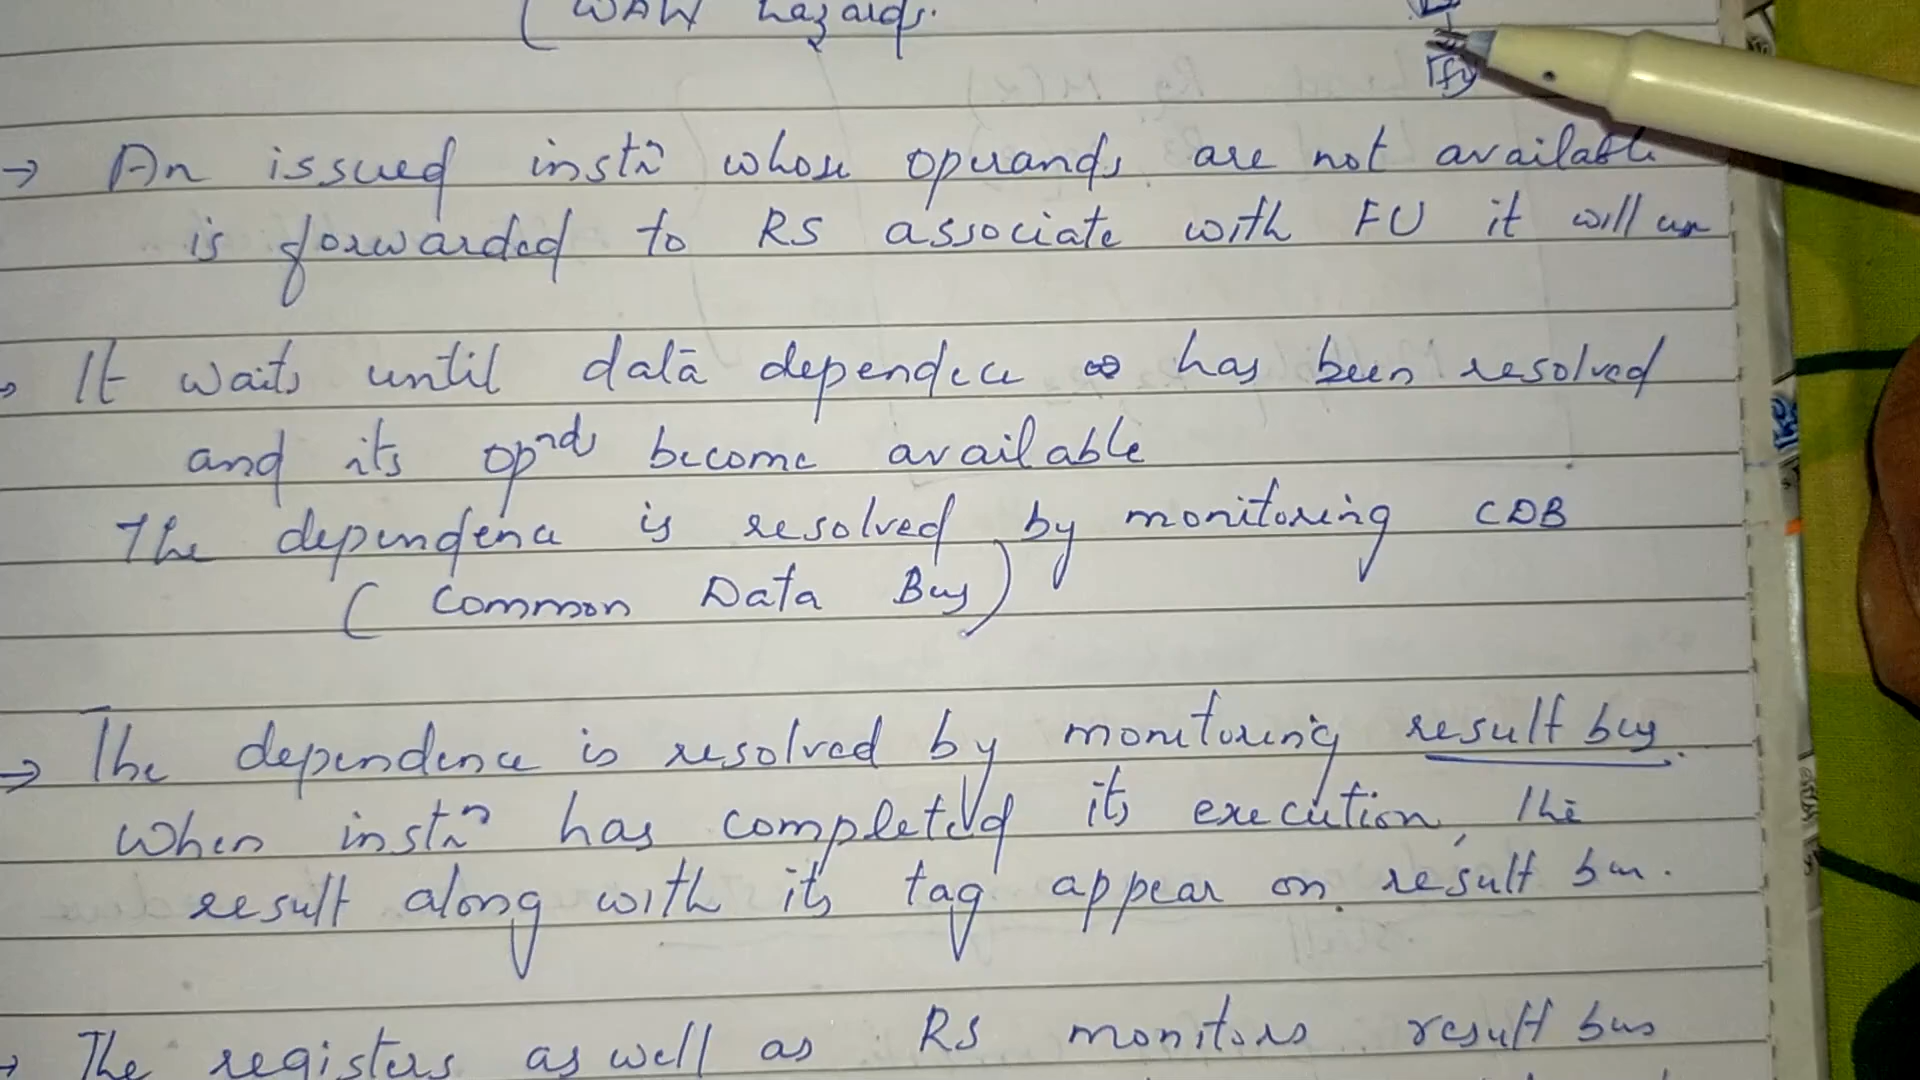 ( WAW hazards.
→ An issued instn whose operands are not available
is forwarded to RS associate with FU it will use
→ It waits until data dependece has been resolved
and its opnds become available
The dependence is resolved by monitoring CDB
( Common Data Bus )
→ The dependence is resolved by monitoring result bus.
When instn has completed its execution, the
result along with its tag appear on result bus.
→ The registers as well as RS monitors result bus